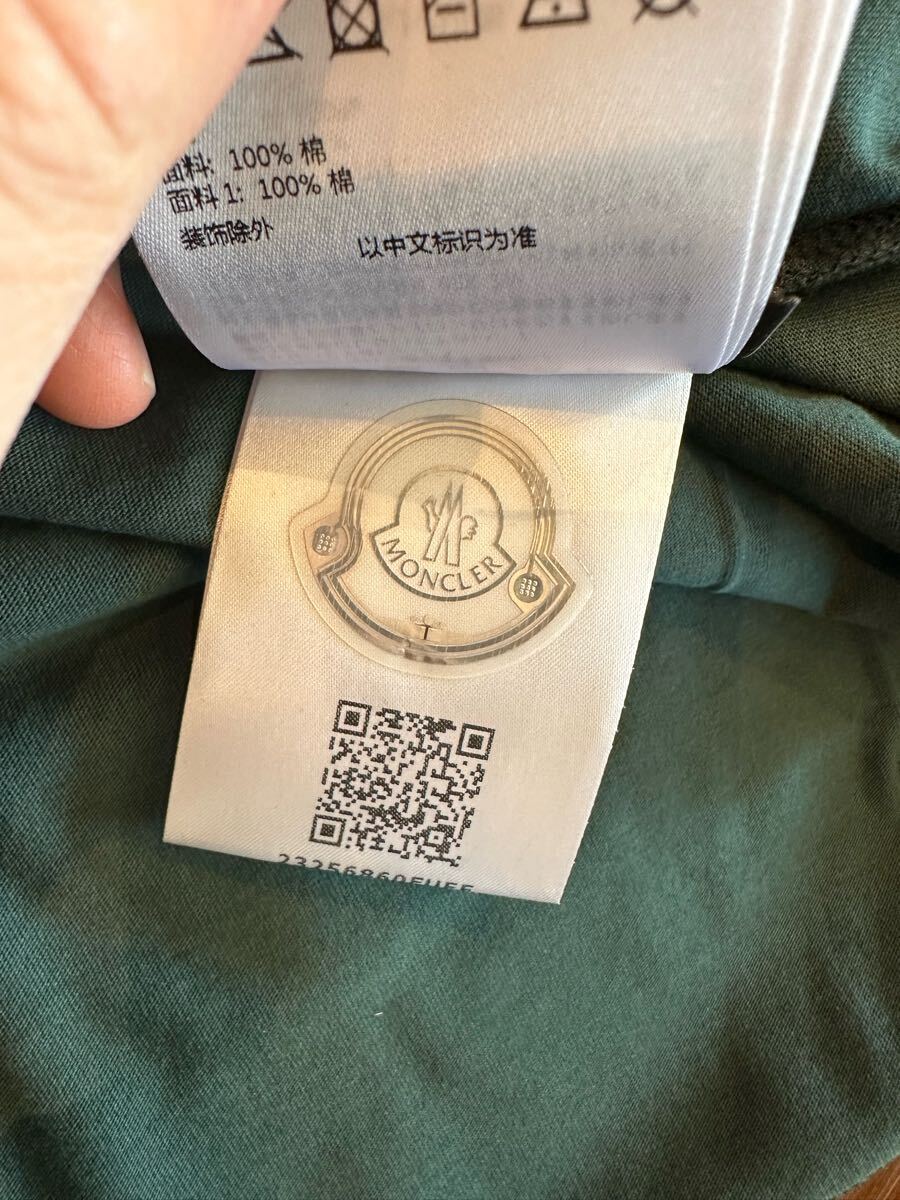 面料: 100% 棉
面料 1: 100% 棉
装饰除外
以中文标识为准
MONCLER